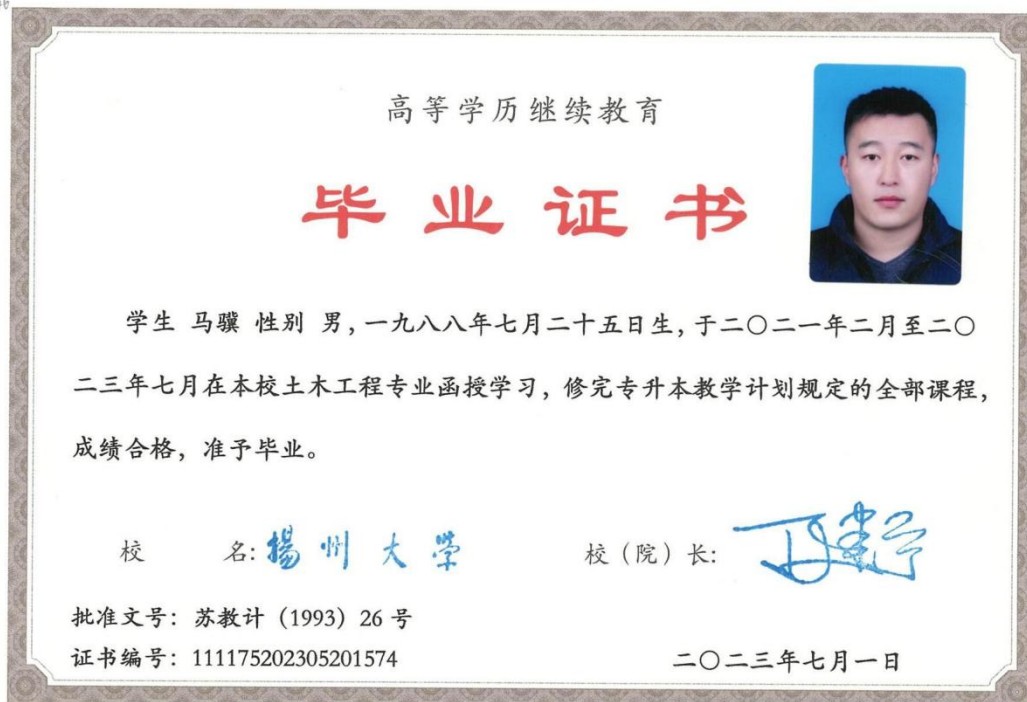 高等学历继续教育
毕业证书
学生 马骥 性别 男，一九八八年七月二十五日生，于二〇二一年二月至二〇
二三年七月在本校土木工程专业函授学习，修完专升本教学计划规定的全部课程，
成绩合格，准予毕业。
校 名：揚州大學 校（院）长：
批准文号：苏教计（1993）26 号
证书编号：111175202305201574 二〇二三年七月一日